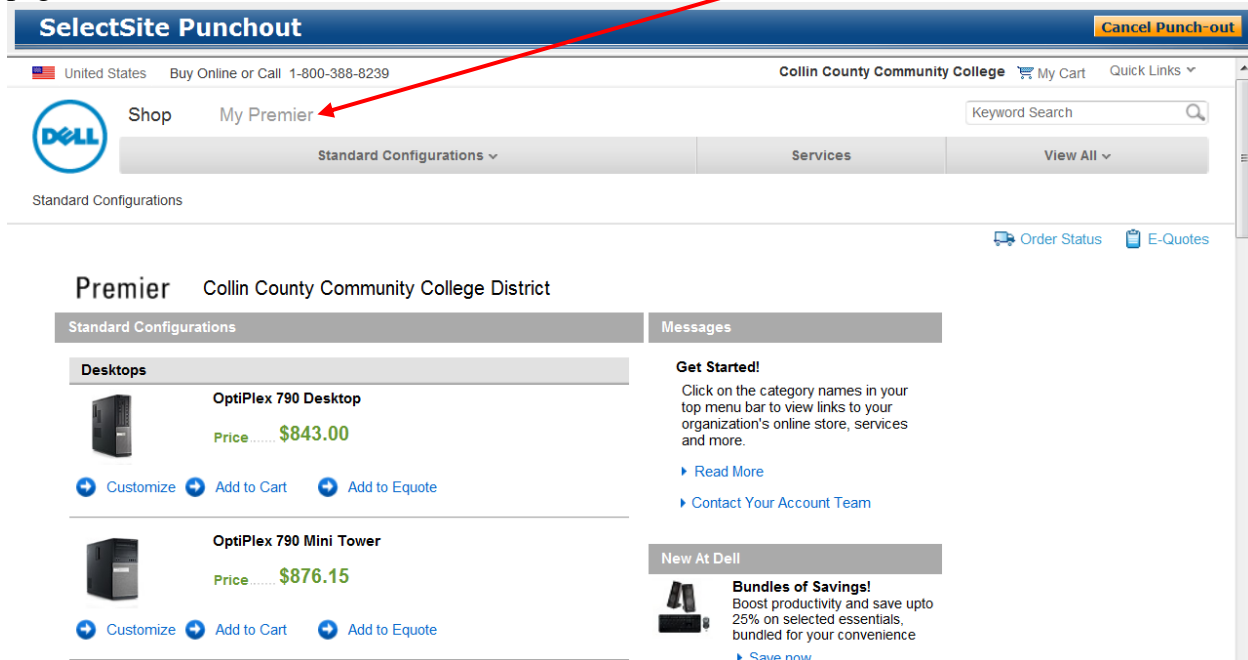 SelectSite Punchout
Cancel Punch-out
United States Buy Online or Call 1-800-388-8239
Collin County Community College My Cart Quick Links
DELL
Shop My Premier
Keyword Search
Standard Configurations Services View All
Standard Configurations
Order Status E-Quotes
Premier Collin County Community College District
Standard Configurations
Desktops
OptiPlex 790 Desktop
Price....... $843.00
Customize Add to Cart Add to Equote
OptiPlex 790 Mini Tower
Price....... $876.15
Customize Add to Cart Add to Equote
Messages
Get Started!
Click on the category names in your
top menu bar to view links to your
organization's online store, services
and more.
Read More
Contact Your Account Team
New At Dell
Bundles of Savings!
Boost productivity and save upto
25% on selected essentials,
bundled for your convenience
Save now